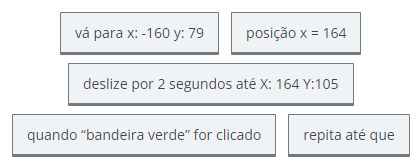 vá para x: -160 y: 79
posição x = 164
deslize por 2 segundos até X: 164 Y:105
quando “bandeira verde” for clicado
repita até que